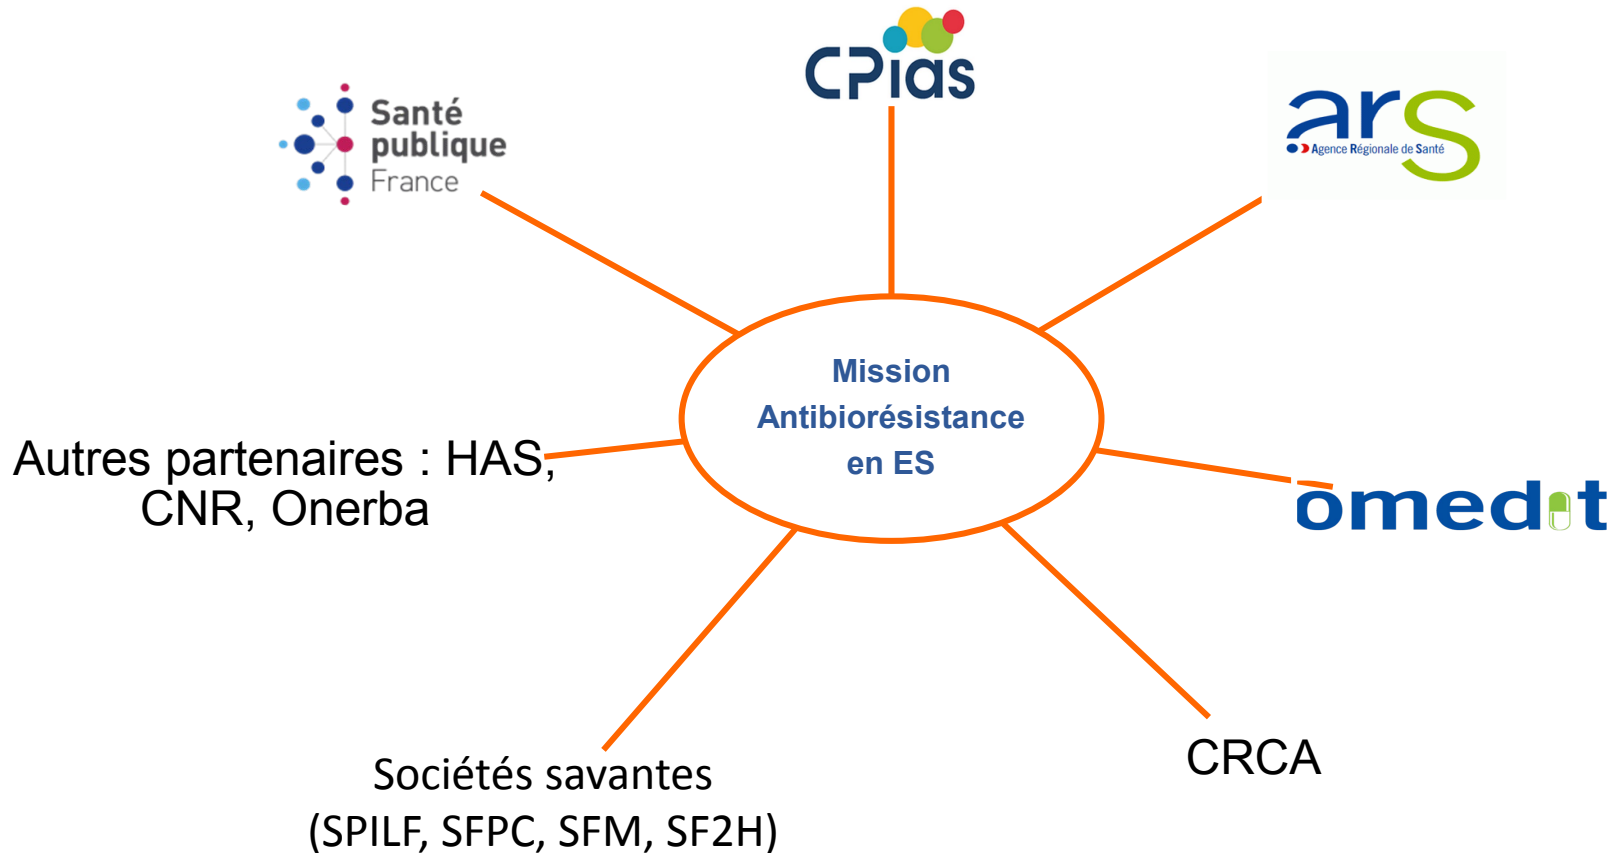 CPias
Santé
publique
France
ars
Agence Régionale de Santé
Mission
Antibiorésistance
en ES
Autres partenaires : HAS,
CNR, Onerba
omedit
CRCA
Sociétés savantes
(SPILF, SFPC, SFM, SF2H)